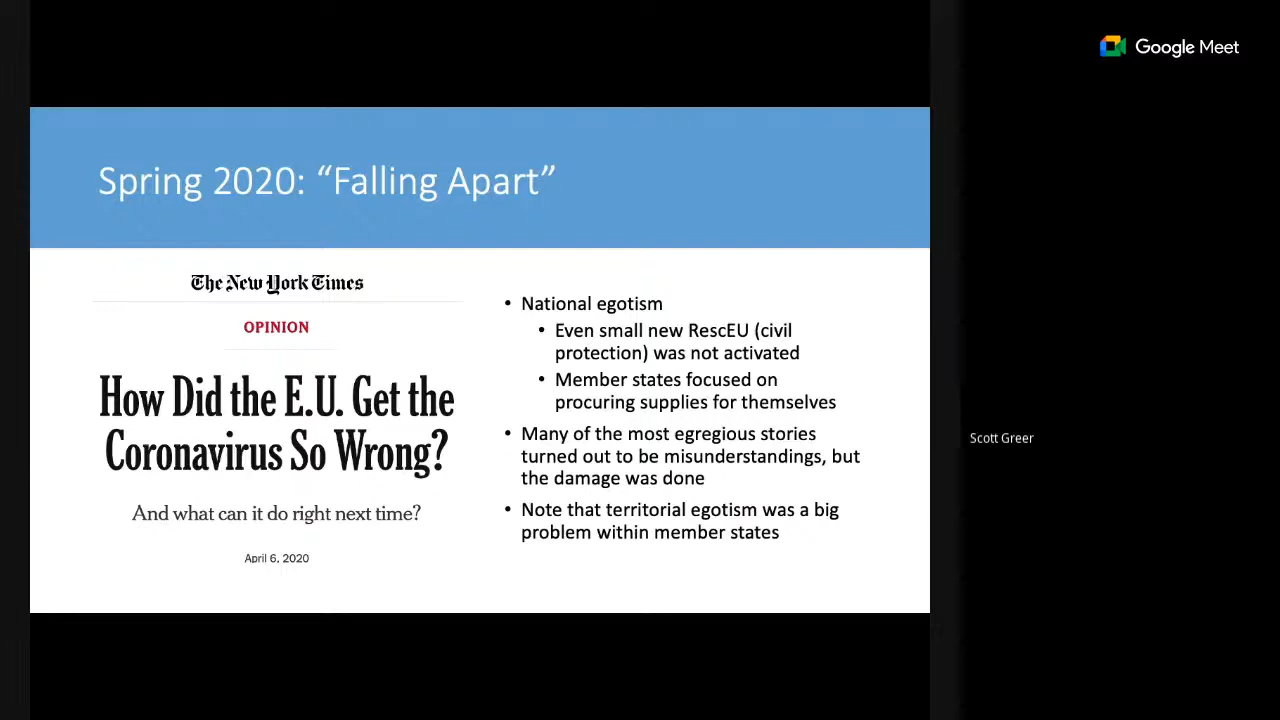 Google Meet
Spring 2020: “Falling Apart”
The New York Times
OPINION
How Did the E.U. Get the
Coronavirus So Wrong?
And what can it do right next time?
April 6, 2020
• National egotism
• Even small new RescEU (civil
protection) was not activated
• Member states focused on
procuring supplies for themselves
• Many of the most egregious stories
turned out to be misunderstandings, but
the damage was done
• Note that territorial egotism was a big
problem within member states
Scott Greer